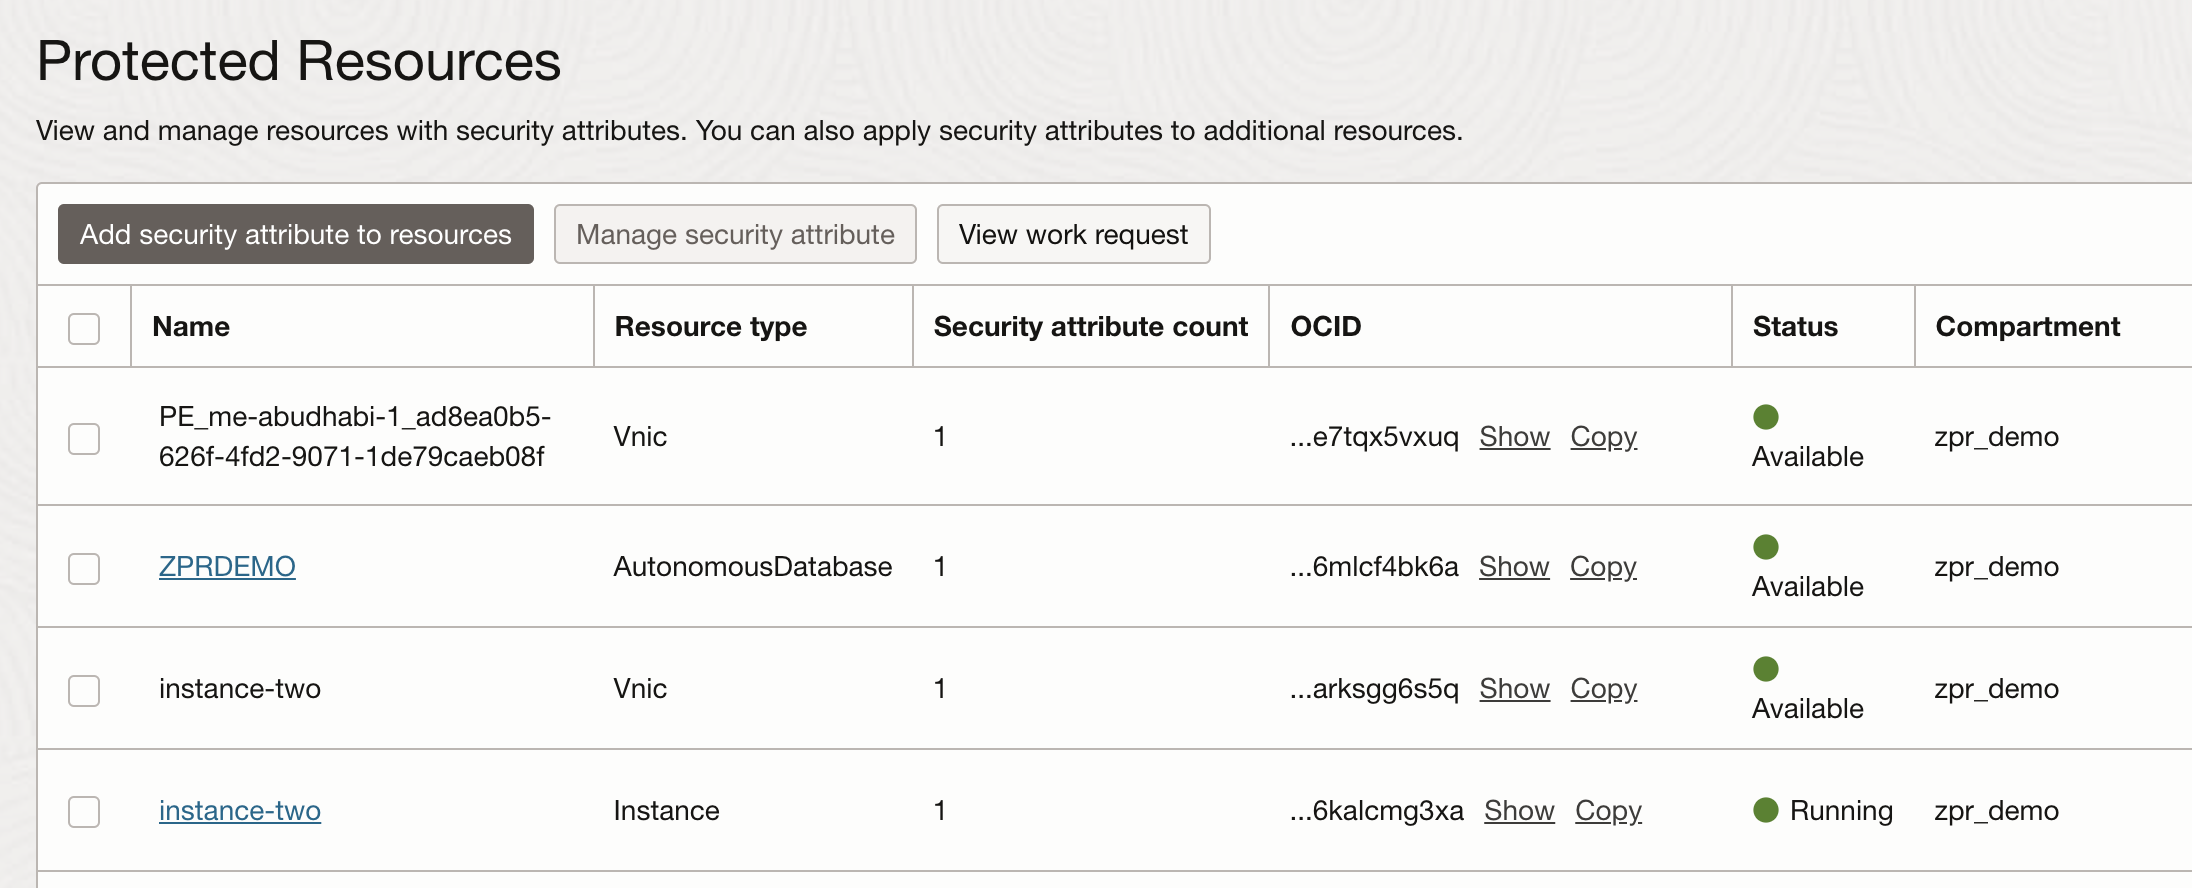 Protected Resources
View and manage resources with security attributes. You can also apply security attributes to additional resources.
Add security attribute to resources Manage security attribute View work request
Name Resource type Security attribute count OCID Status Compartment
PE_me-abudhabi-1_ad8ea0b5-
626f-4fd2-9071-1de79caeb08f Vnic 1 ...e7tqx5vxuq Show Copy Available zpr_demo
ZPRDEMO AutonomousDatabase 1 ...6mlcf4bk6a Show Copy Available zpr_demo
instance-two Vnic 1 ...arksgg6s5q Show Copy Available zpr_demo
instance-two Instance 1 ...6kalcmg3xa Show Copy Running zpr_demo